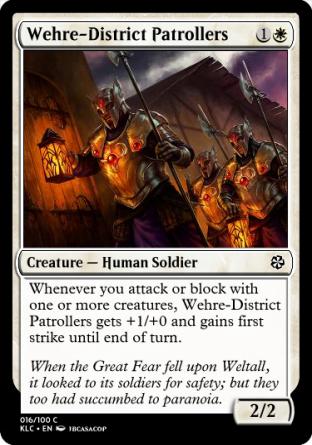 Wehre-District Patrollers 1
Creature — Human Soldier
Whenever you attack or block with
one or more creatures, Wehre-District
Patrollers gets +1/+0 and gains first
strike until end of turn.
When the Great Fear fell upon Weltall,
it looked to its soldiers for safety; but they
too had succumbed to paranoia.
2/2
016/100 C
KLC • EN JBCASACOP